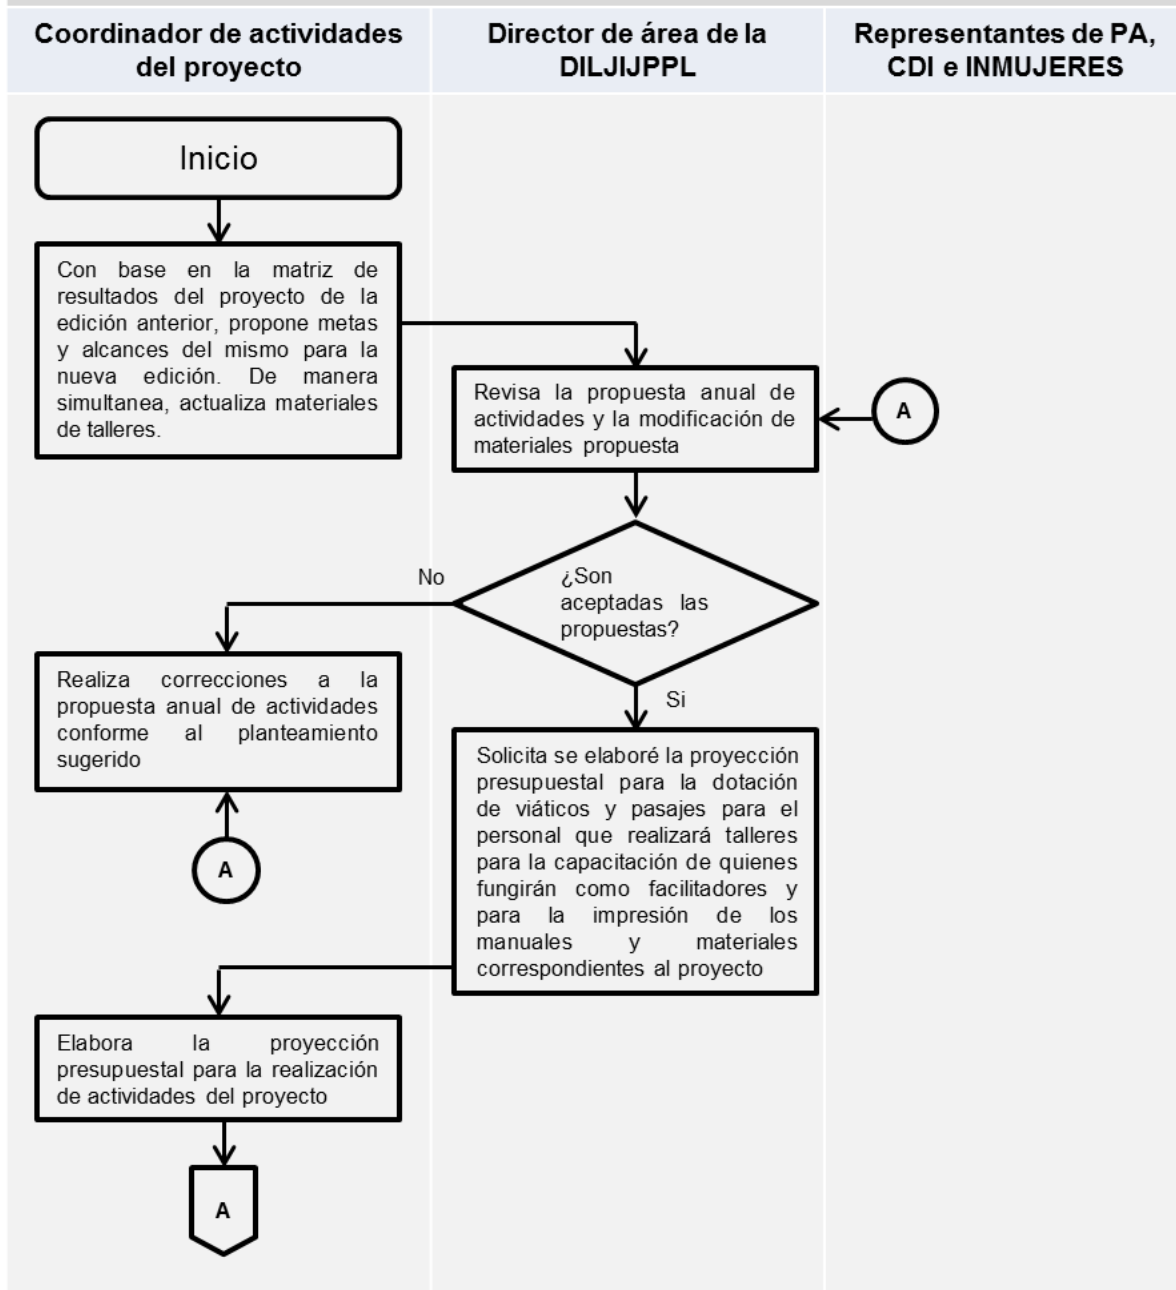 Coordinador de actividades
del proyecto
Director de área de la
DILJIJPPL
Representantes de PA,
CDI e INMUJERES
Inicio
Con base en la matriz de
resultados del proyecto de la
edición anterior, propone metas
y alcances del mismo para la
nueva edición. De manera
simultanea, actualiza materiales
de talleres.
Revisa la propuesta anual de
actividades y la modificación de
materiales propuesta
A
¿Son
aceptadas las
propuestas?
No
Realiza correcciones a la
propuesta anual de actividades
conforme al planteamiento
sugerido
A
Si
Solicita se elaboré la proyección
presupuestal para la dotación
de viáticos y pasajes para el
personal que realizará talleres
para la capacitación de quienes
fungirán como facilitadores y
para la impresión de los
manuales y materiales
correspondientes al proyecto
Elabora la proyección
presupuestal para la realización
de actividades del proyecto
A